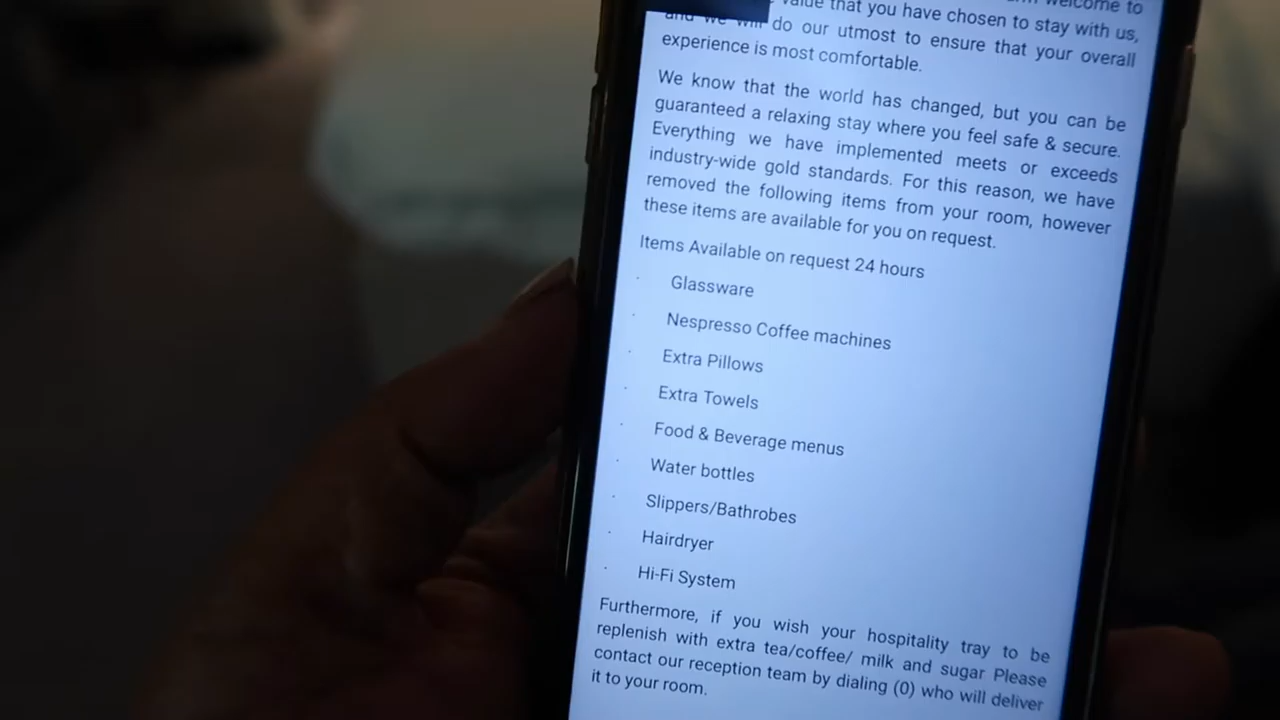 welcome to
value that you have chosen to stay with us,
and we will do our utmost to ensure that your overall
experience is most comfortable.
We know that the world has changed, but you can be
guaranteed a relaxing stay where you feel safe & secure.
Everything we have implemented meets or exceeds
industry-wide gold standards. For this reason, we have
removed the following items from your room, however
these items are available for you on request.
Items Available on request 24 hours
· Glassware
· Nespresso Coffee machines
· Extra Pillows
· Extra Towels
· Food & Beverage menus
· Water bottles
· Slippers/Bathrobes
· Hairdryer
· Hi-Fi System
Furthermore, if you wish your hospitality tray to be
replenish with extra tea/coffee/ milk and sugar Please
contact our reception team by dialing (0) who will deliver
it to your room.